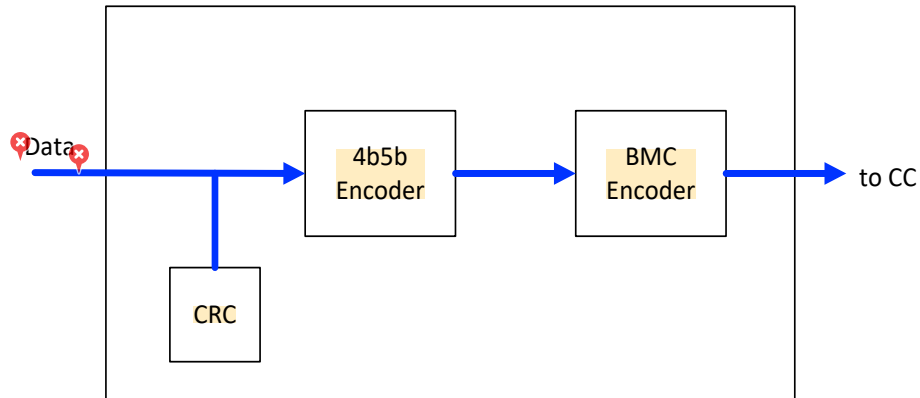 Data
4b5b
Encoder
BMC
Encoder
to CC
CRC